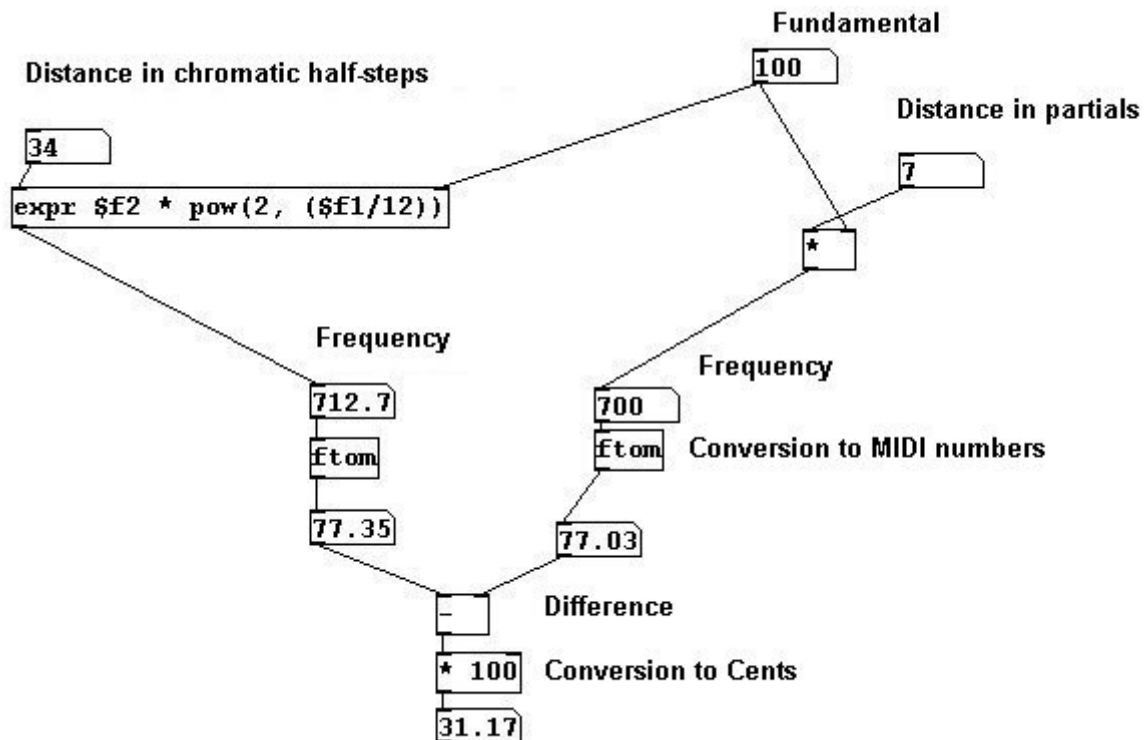 Fundamental
100
Distance in chromatic half-steps
Distance in partials
34
7
expr $f2 * pow(2, ($f1/12))
*
Frequency
Frequency
712.7
700
ftom
ftom
Conversion to MIDI numbers
77.35
77.03
-
Difference
* 100
Conversion to Cents
31.17